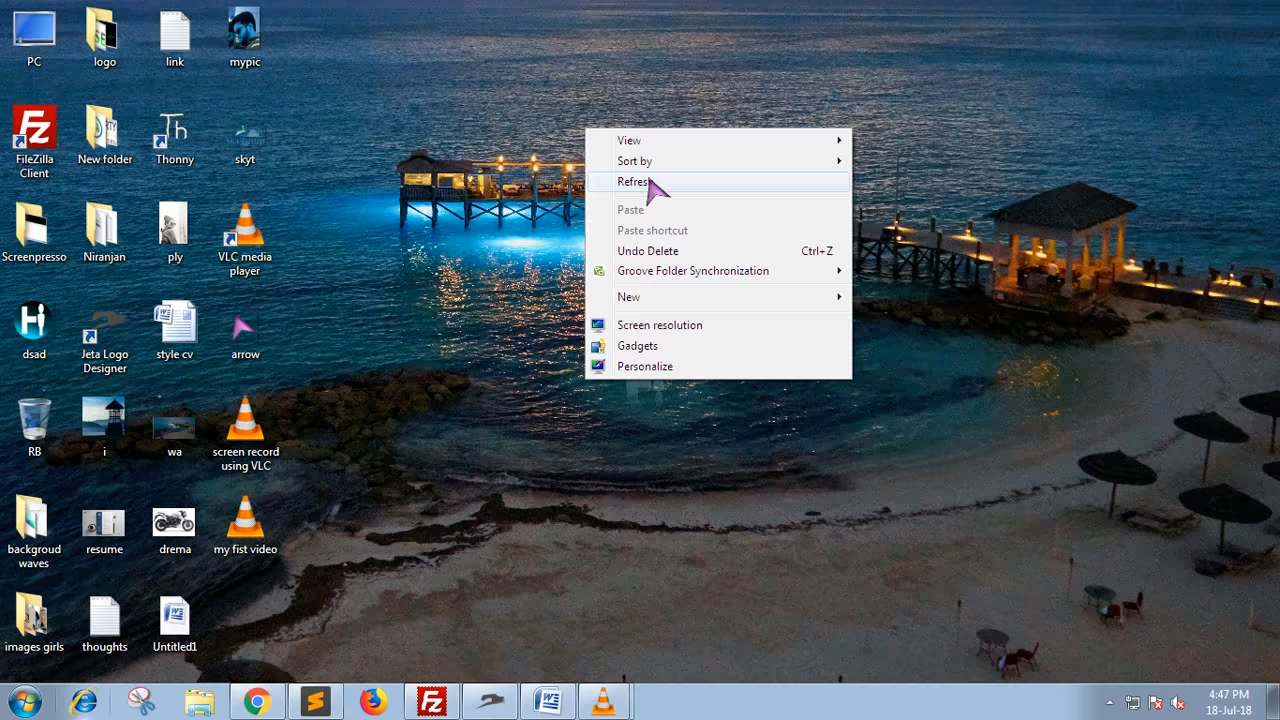 PC
logo
link
mypic
FileZilla
Client
New folder
Thonny
skyt
Screenpresso
Niranjan
ply
VLC media
player
dsad
Jeta Logo
Designer
style cv
arrow
RB
i
wa
screen record
using VLC
backgroud
waves
resume
drema
my fist video
images girls
thoughts
Untitled1
View
Sort by
Refresh
Paste
Paste shortcut
Undo Delete Ctrl+Z
Groove Folder Synchronization
New
Screen resolution
Gadgets
Personalize
4:47 PM
18-Jul-18